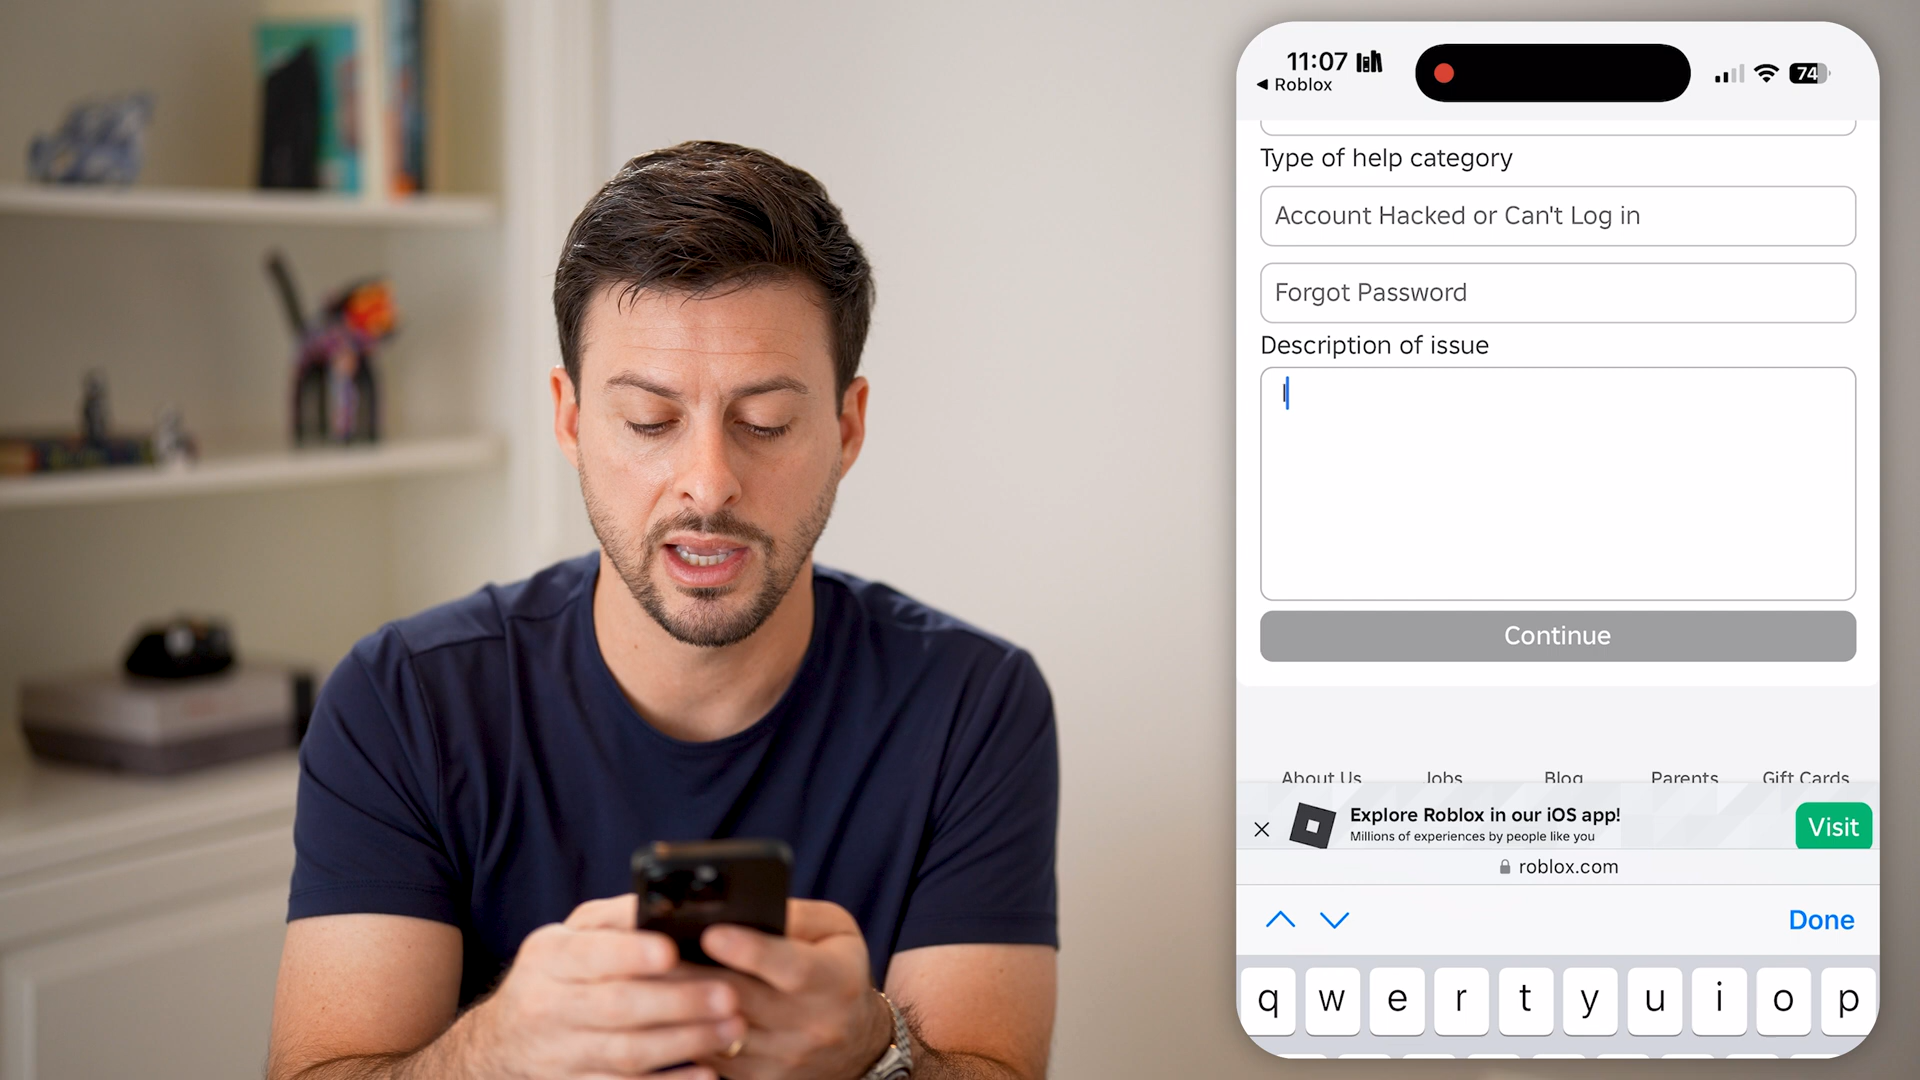 11:07
74
Roblox
Type of help category
Account Hacked or Can't Log in
Forgot Password
Description of issue
I
Continue
About Us Jobs Blog Parents Gift Cards
Explore Roblox in our iOS app!
Millions of experiences by people like you
Visit
roblox.com
Done
q w e r t y u i o p